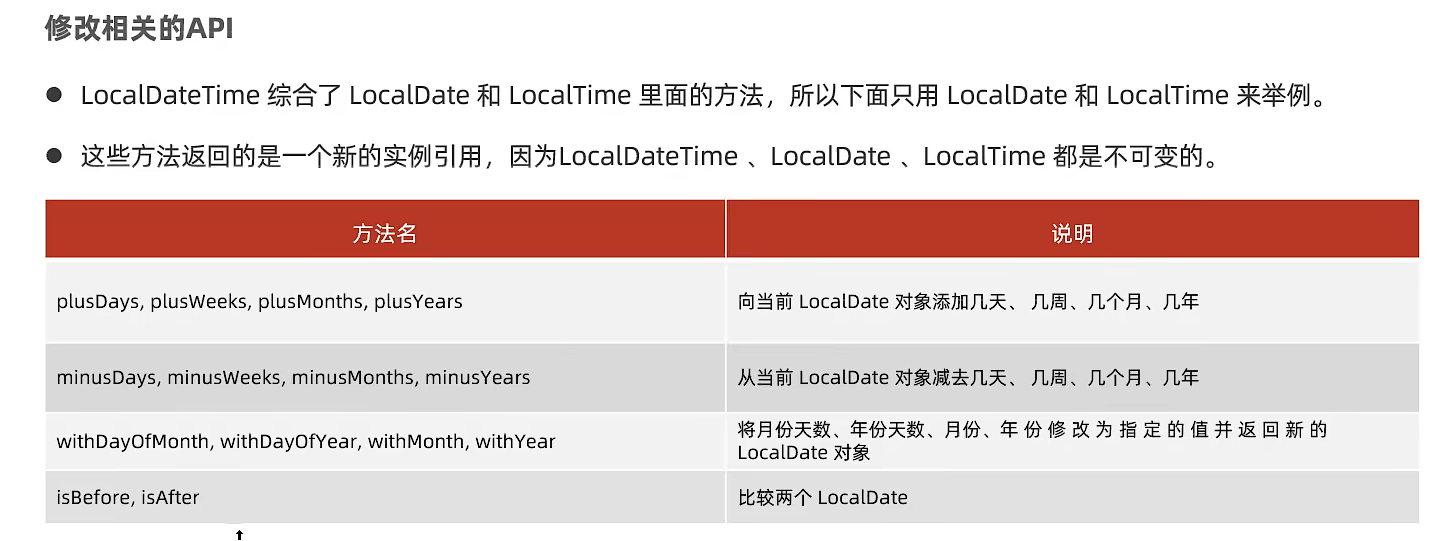 修改相关的API
LocalDateTime 综合了 LocalDate 和 LocalTime 里面的方法，所以下面只用 LocalDate 和 LocalTime 来举例。
这些方法返回的是一个新的实例引用，因为LocalDateTime 、LocalDate 、LocalTime 都是不可变的。
方法名 说明
plusDays, plusWeeks, plusMonths, plusYears 向当前 LocalDate 对象添加几天、 几周、几个月、几年
minusDays, minusWeeks, minusMonths, minusYears 从当前 LocalDate 对象减去几天、 几周、几个月、几年
withDayOfMonth, withDayOfYear, withMonth, withYear 将月份天数、年份天数、月份、年 份 修 改 为 指 定 的 值 并 返 回 新 的
LocalDate 对象
isBefore, isAfter 比较两个 LocalDate